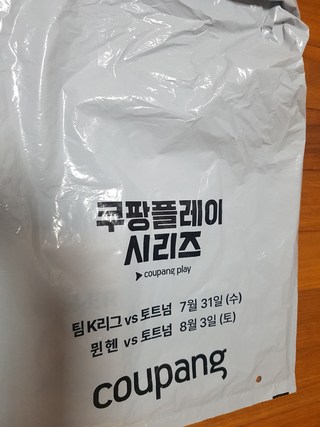 쿠팡플레이
시리즈
coupang play
팀 K리그 vs 토트넘 7월 31일 (수)
뮌헨 vs 토트넘 8월 3일 (토)
coupang